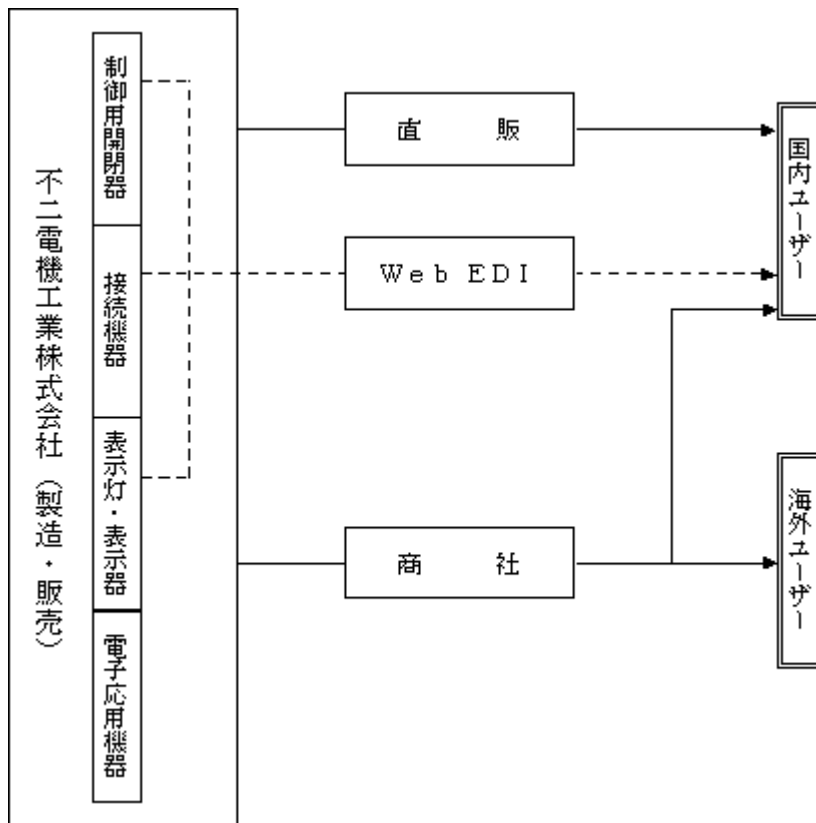 不二電機工業株式会社（製造・販売）
制御用開閉器
接続機器
表示灯・表示器
電子応用機器
直販
Web EDI
商社
国内ユーザー
海外ユーザー